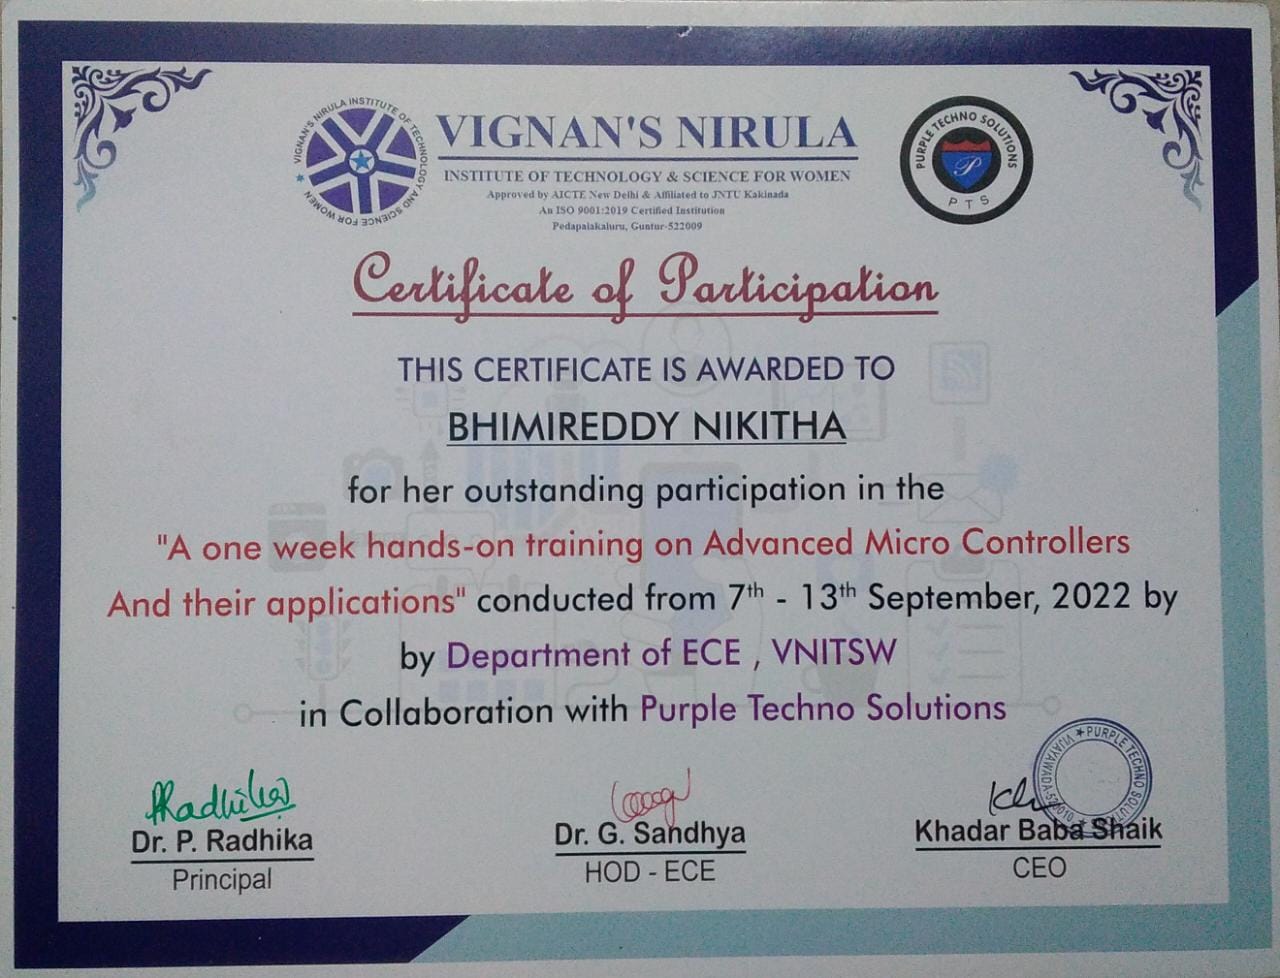 VIGNAN'S NIRULA INSTITUTE OF TECHNOLOGY AND SCIENCE FOR WOMEN
VIGNAN'S NIRULA
INSTITUTE OF TECHNOLOGY & SCIENCE FOR WOMEN
Approved by AICTE New Delhi & Affiliated to JNTU Kakinada
An ISO 9001:2019 Certified Institution
Pedapalakaluru, Guntur-522009
PURPLE TECHNO SOLUTIONS
P
PTS
Certificate of Participation
THIS CERTIFICATE IS AWARDED TO
BHIMIREDDY NIKITHA
for her outstanding participation in the
"A one week hands-on training on Advanced Micro Controllers
And their applications" conducted from 7th - 13th September, 2022 by
by Department of ECE , VNITSW
in Collaboration with Purple Techno Solutions
PRadhika
Dr. P. Radhika
Principal
Dr. G. Sandhya
HOD - ECE
PURPLE TECHNO SOLUTIONS
VIJAYAWADA-520010
Khadar Baba Shaik
CEO